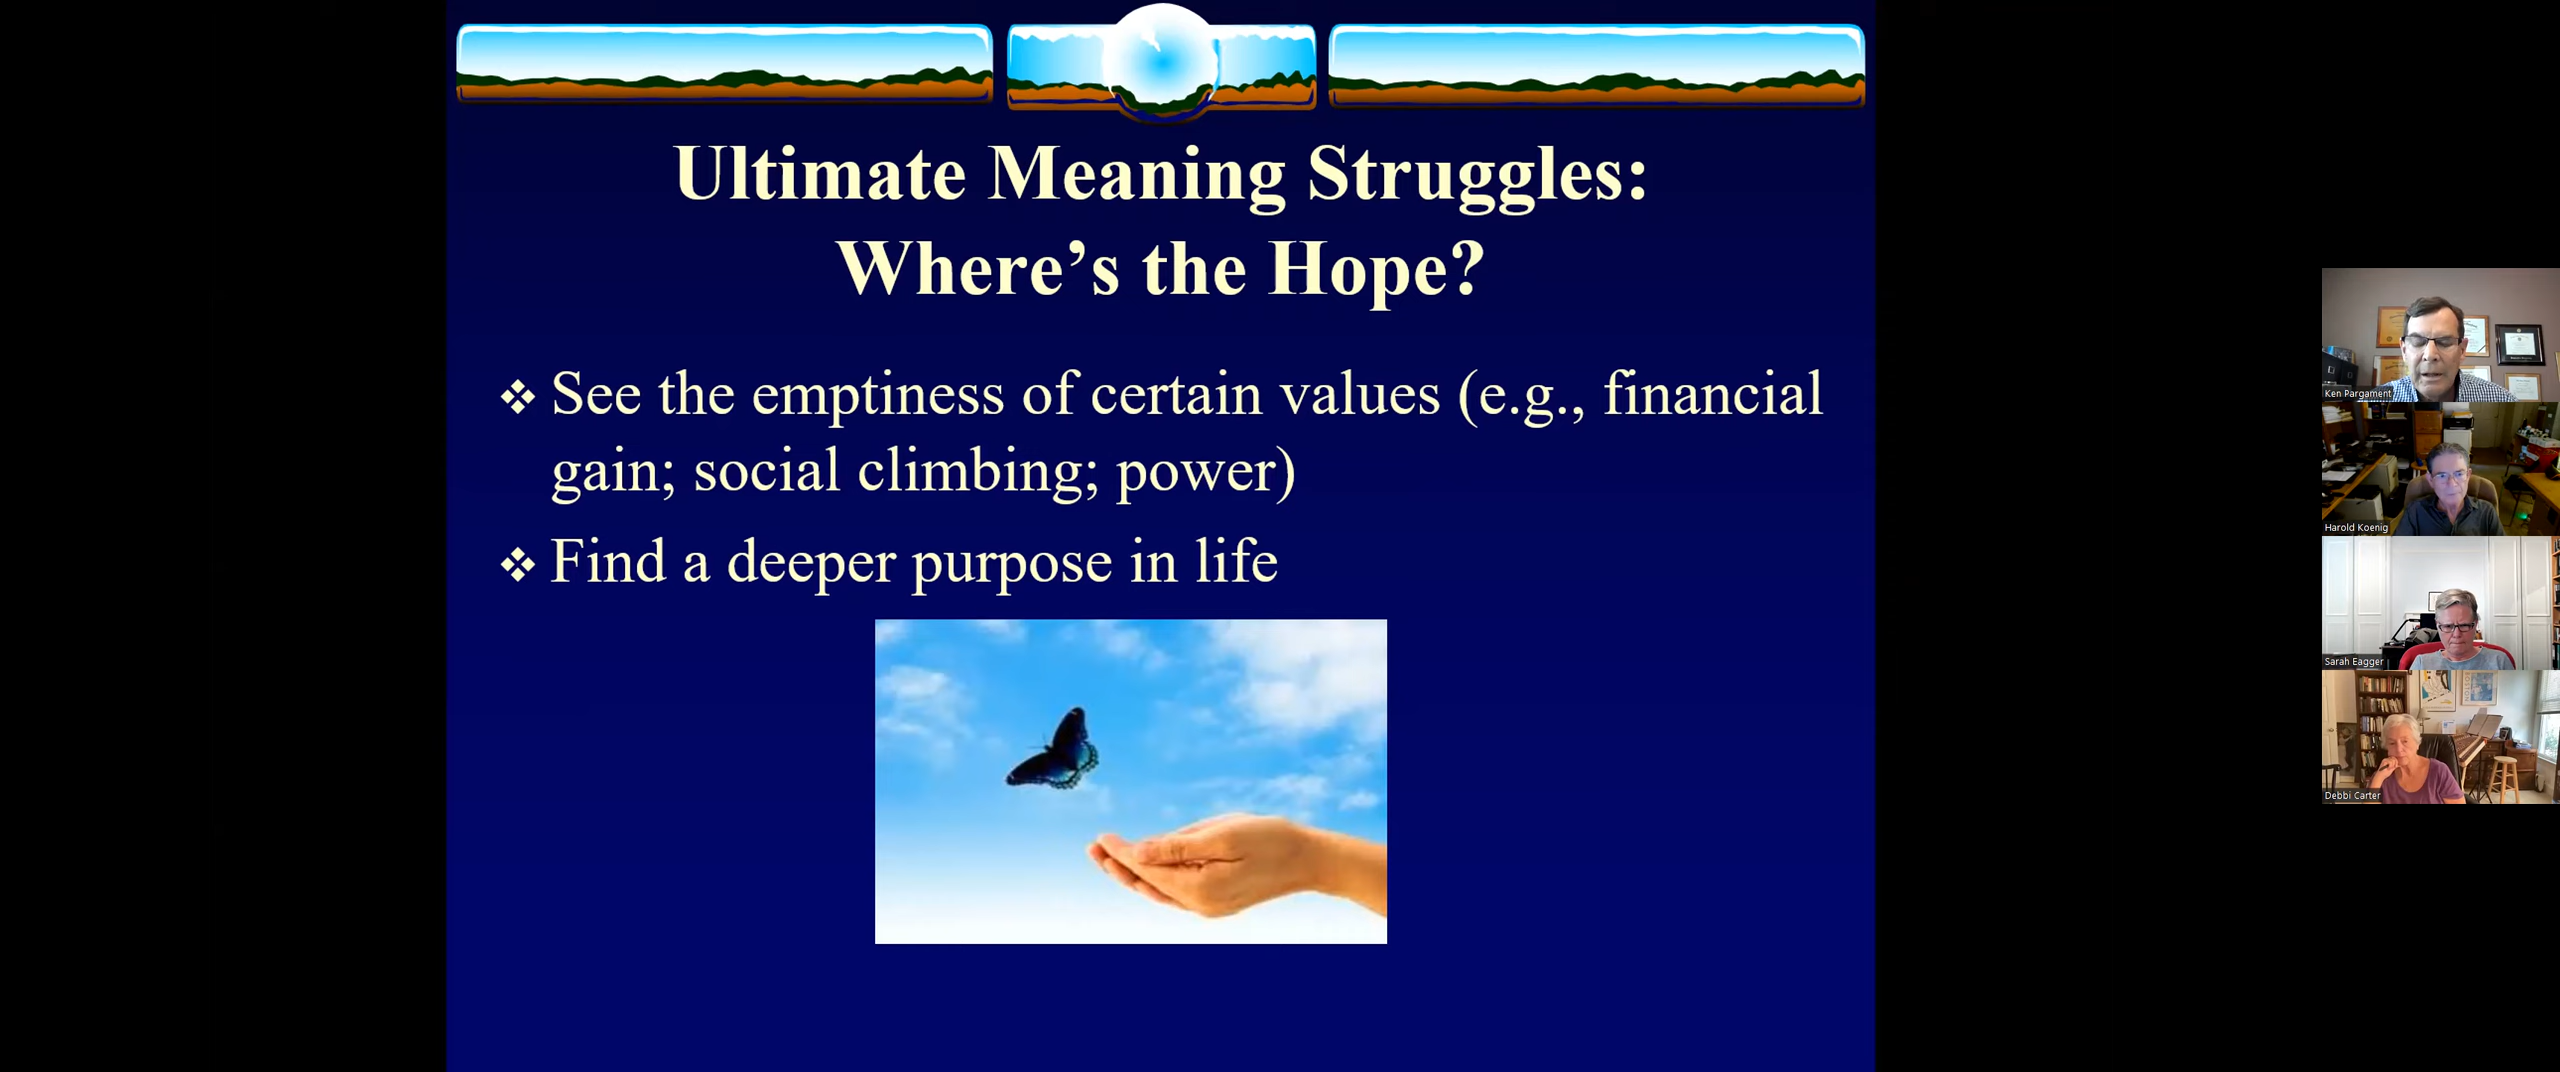 Ultimate Meaning Struggles:
Where’s the Hope?
❖ See the emptiness of certain values (e.g., financial
gain; social climbing; power)
❖ Find a deeper purpose in life
Ken Pargament
Harold Koenig
Sarah Eagger
Debbi Carter